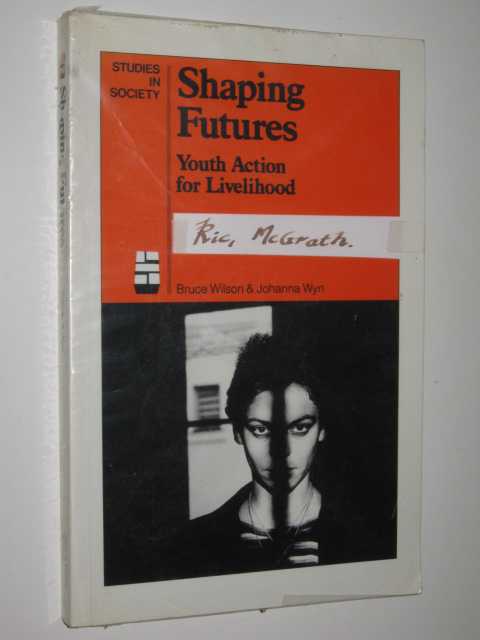 STUDIES
IN
SOCIETY
Shaping
Futures
Youth Action
for Livelihood
Ric, McGrath.
Bruce Wilson & Johanna Wyn